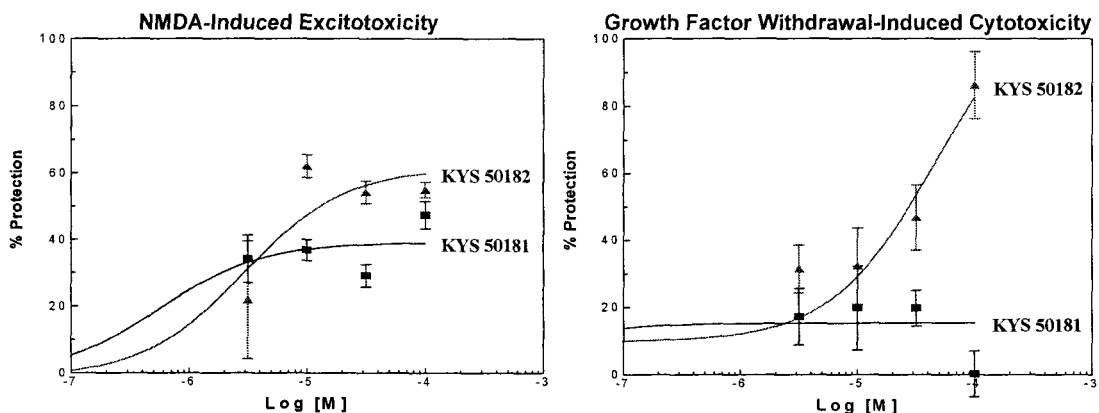 NMDA-Induced Excitotoxicity
100
80
60
40
20
0
-7
-6
-5
-4
-3
% Protection
Log [M]
KYS 50182
KYS 50181
Growth Factor Withdrawal-Induced Cytotoxicity
100
80
60
40
20
0
-7
-6
-5
-4
-3
% Protection
Log [M]
KYS 50182
KYS 50181